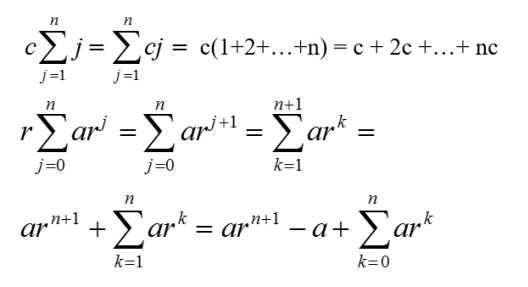 c∑_{j=1}^{n} j = ∑_{j=1}^{n} cj = c(1+2+…+n) = c + 2c +…+ nc
r∑_{j=0}^{n} ar^{j} = ∑_{j=0}^{n} ar^{j+1} = ∑_{k=1}^{n+1} ar^{k} =
ar^{n+1} + ∑_{k=1}^{n} ar^{k} = ar^{n+1} − a + ∑_{k=0}^{n} ar^{k}